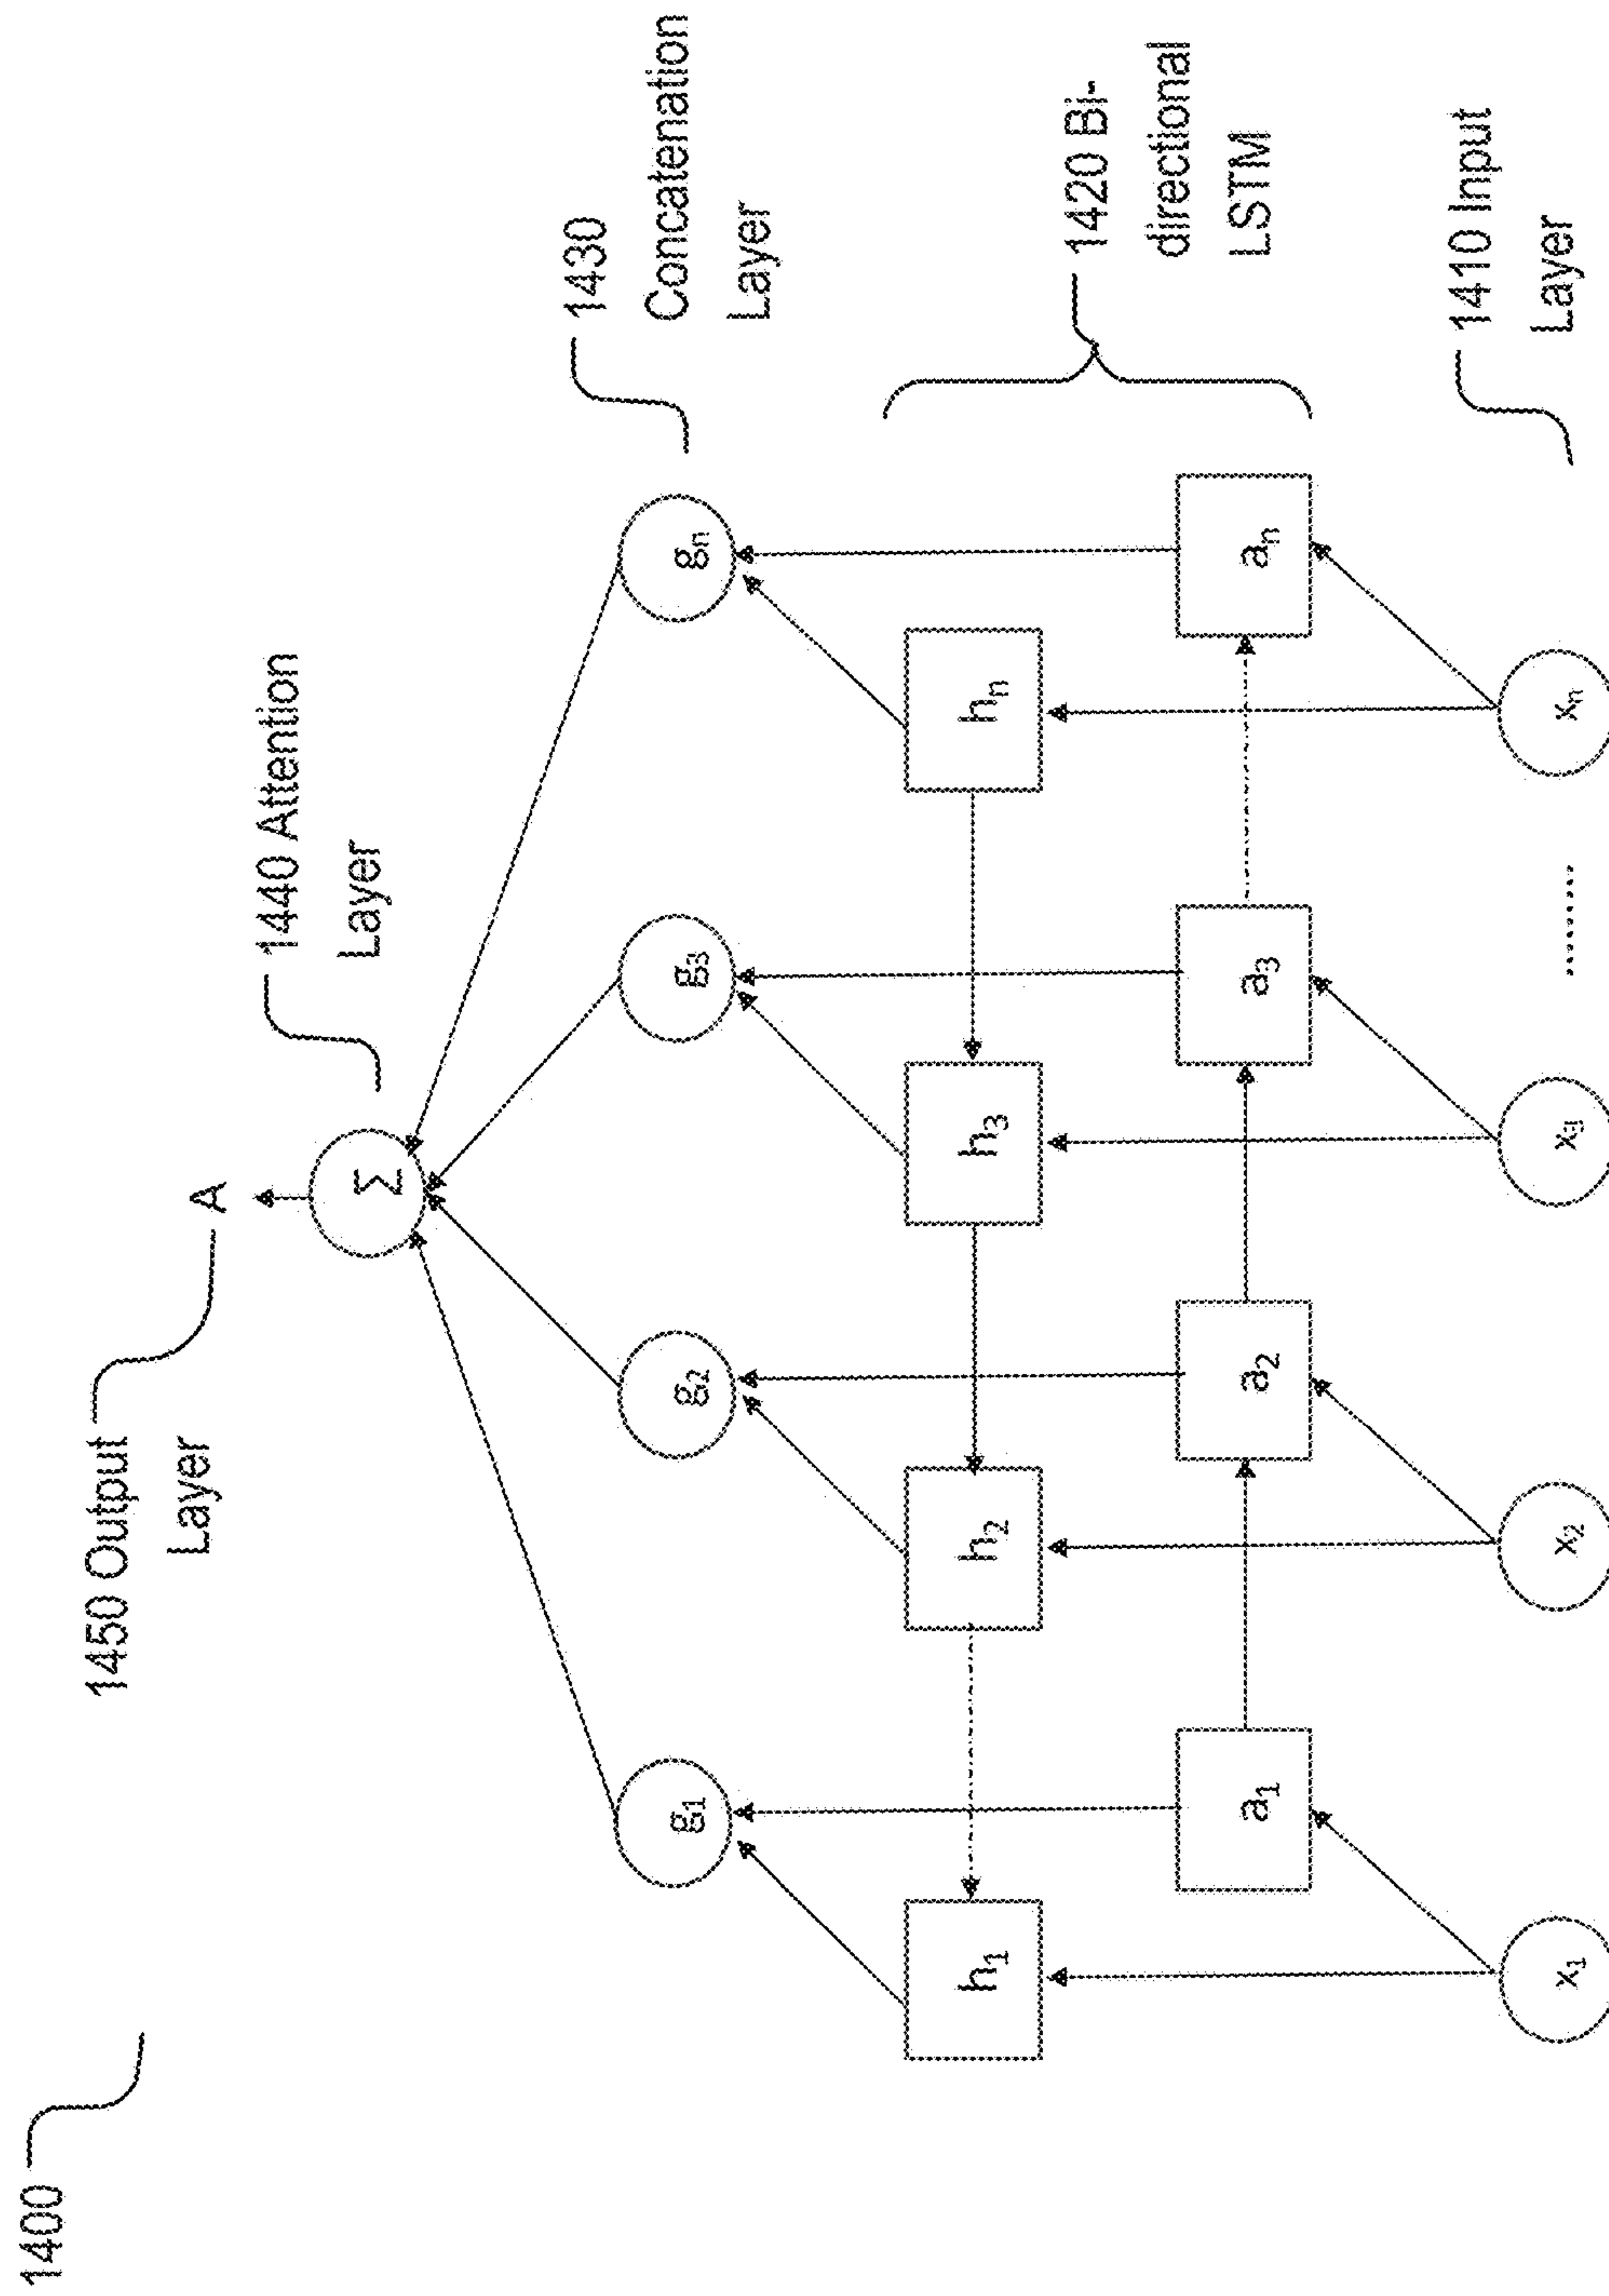 1400
1450 Output
Layer
A
1440 Attention
Layer
Σ
1430
Concatenation
Layer
g₁
g₂
g₃
gₙ
1420 Bi-
directional
LSTM
h₁
h₂
h₃
hₙ
a₁
a₂
a₃
aₙ
1410 Input
Layer
x₁
x₂
x₃
........
xₙ